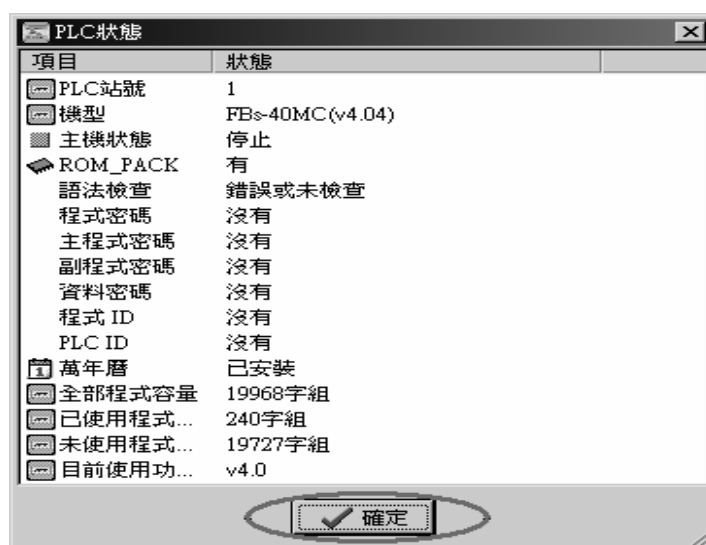 PLC狀態
項目 狀態
PLC站號 1
機型 FBs-40MC(v4.04)
主機狀態 停止
ROM_PACK 有
語法檢查 錯誤或未檢查
程式密碼 沒有
主程式密碼 沒有
副程式密碼 沒有
資料密碼 沒有
程式 ID 沒有
PLC ID 沒有
萬年曆 已安裝
全部程式容量 19968字組
已使用程式... 240字組
未使用程式... 19727字組
目前使用功... v4.0
確定